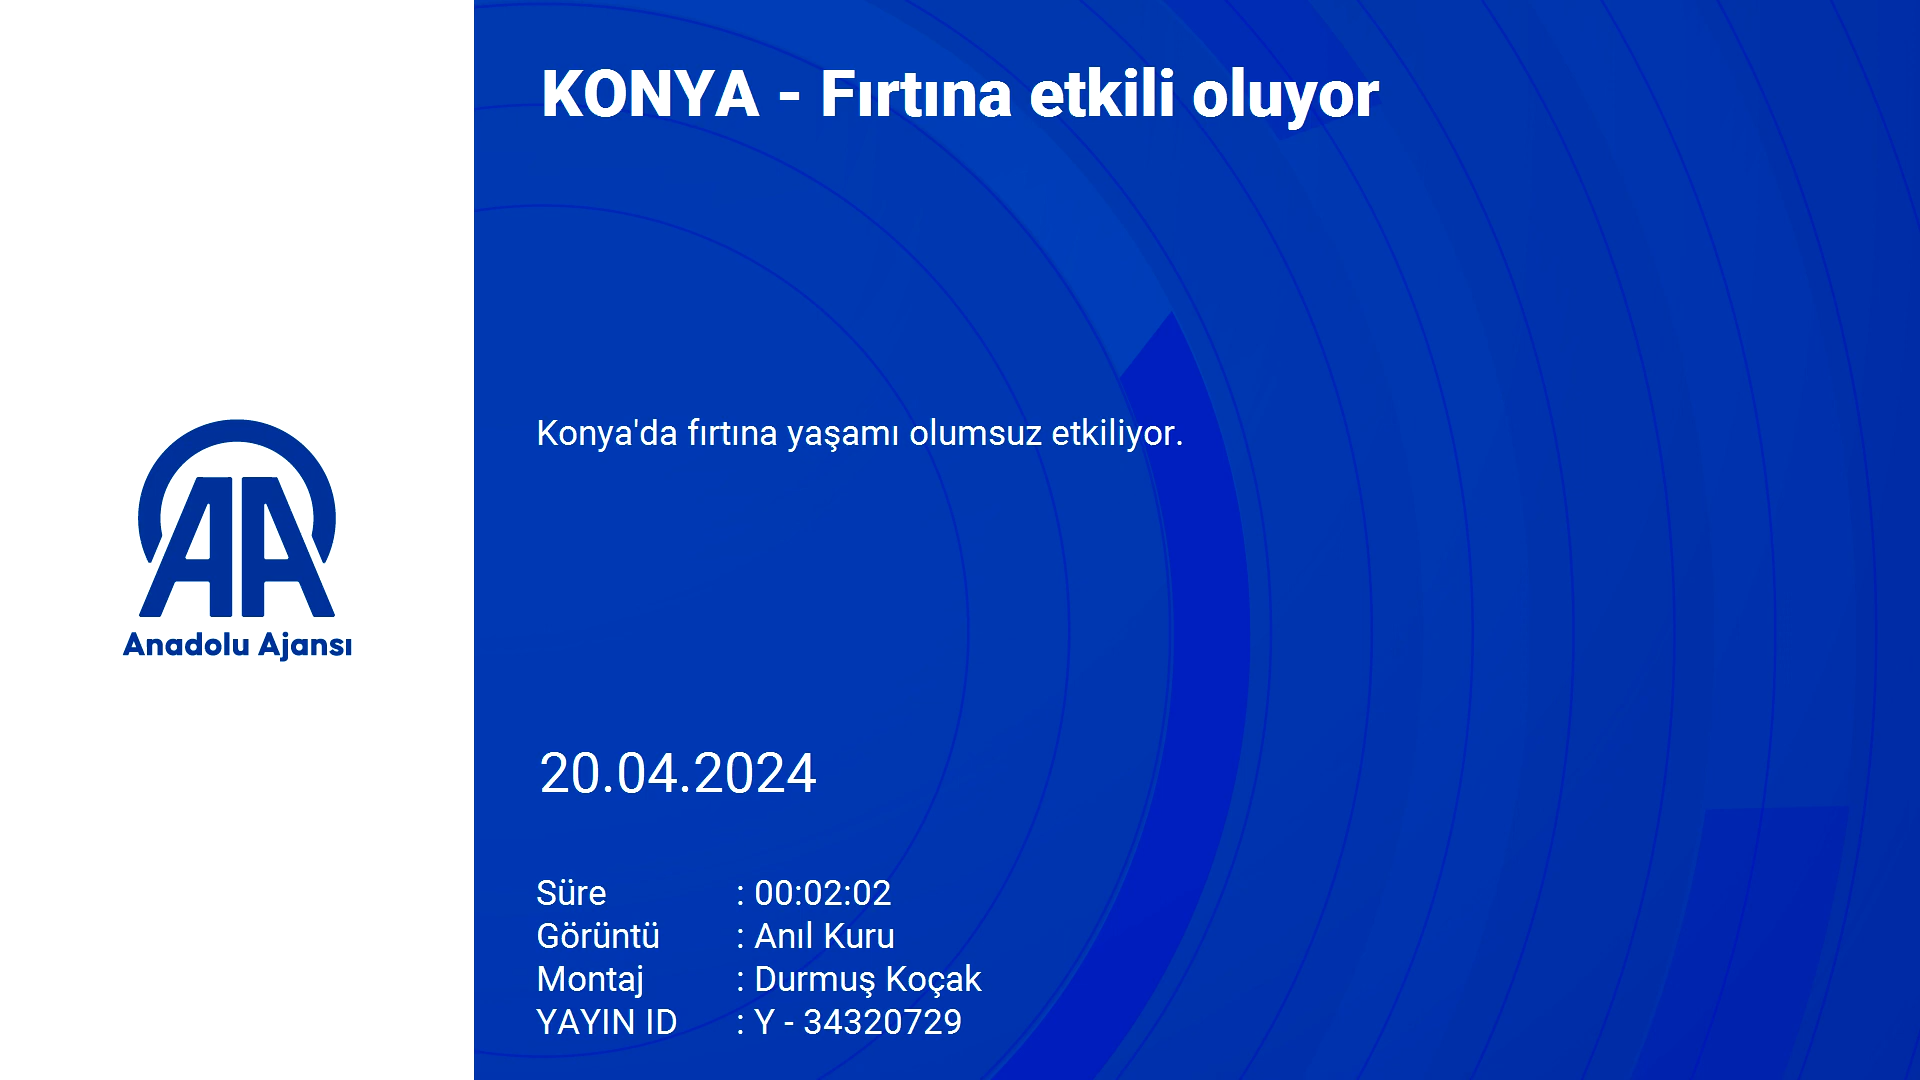 KONYA - Fırtına etkili oluyor
Konya'da fırtına yaşamı olumsuz etkiliyor.
AA
Anadolu Ajansı
20.04.2024
Süre : 00:02:02
Görüntü : Anıl Kuru
Montaj : Durmuş Koçak
YAYIN ID : Y - 34320729